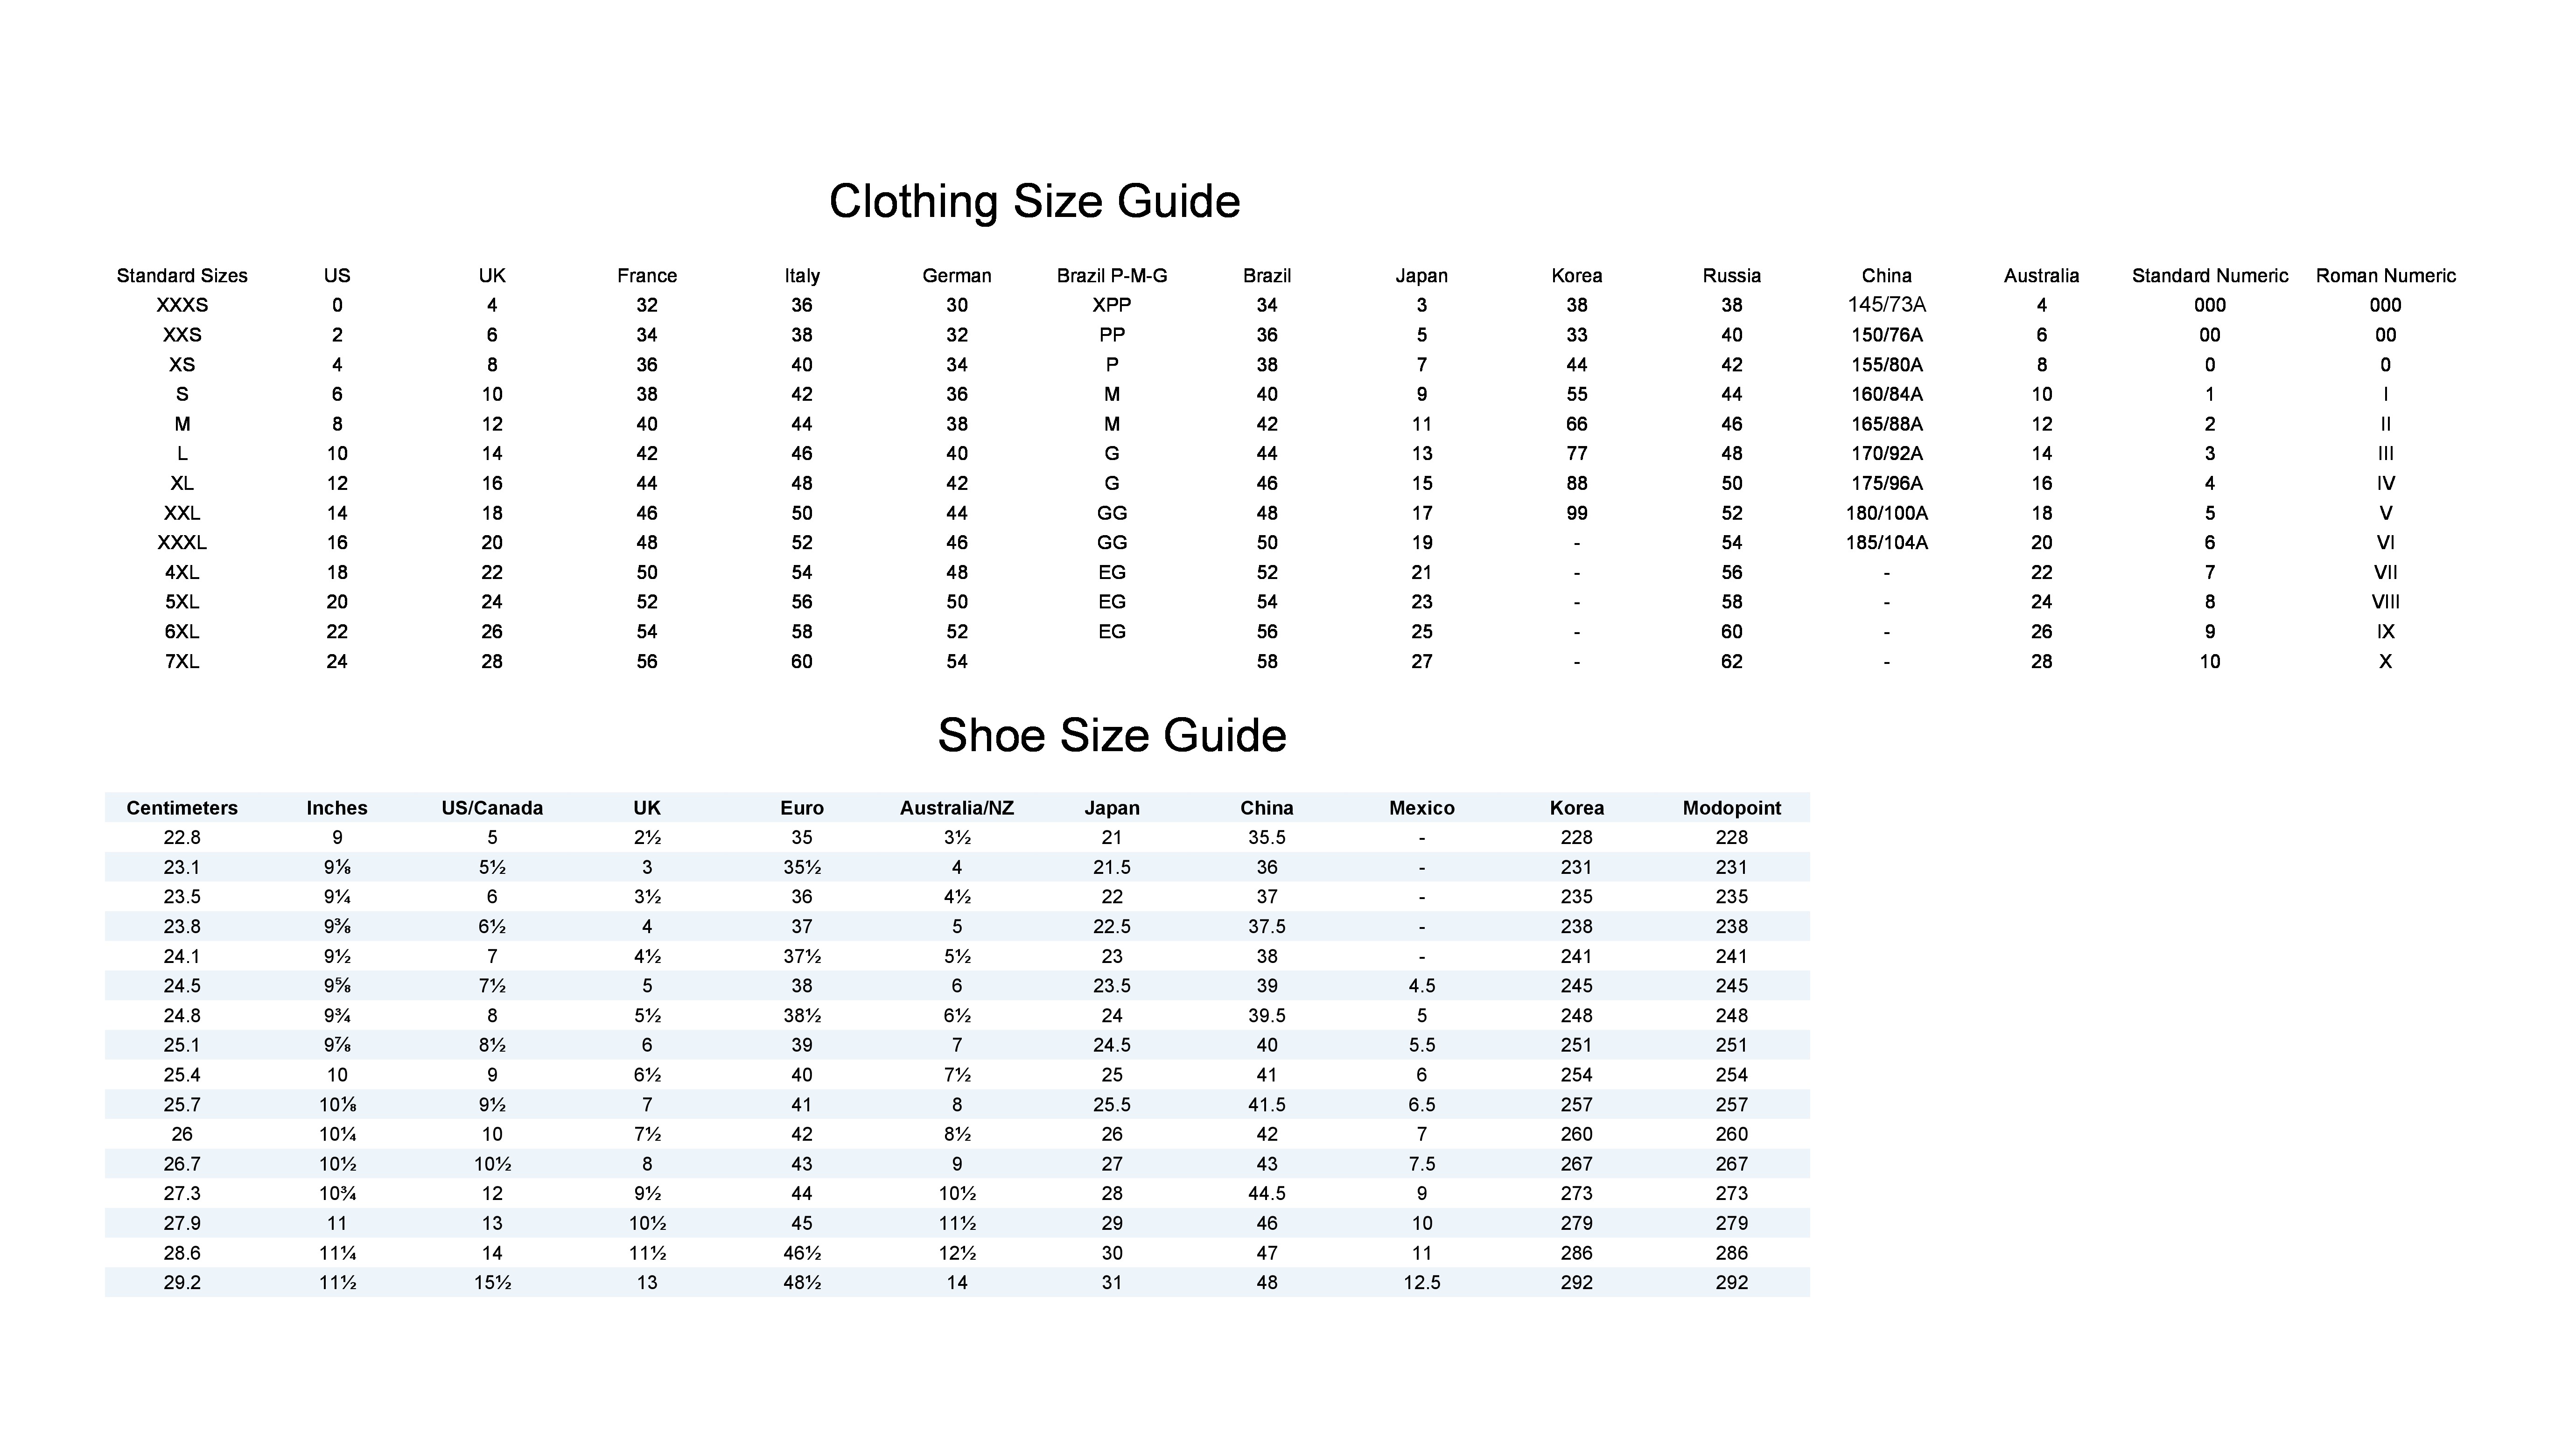 Clothing Size Guide
Standard Sizes US UK France Italy German Brazil P-M-G Brazil Japan Korea Russia China Australia Standard Numeric Roman Numeric
XXXS 0 4 32 36 30 XPP 34 3 38 38 145/73A 4 000 000
XXS 2 6 34 38 32 PP 36 5 33 40 150/76A 6 00 00
XS 4 8 36 40 34 P 38 7 44 42 155/80A 8 0 0
S 6 10 38 42 36 M 40 9 55 44 160/84A 10 1 I
M 8 12 40 44 38 M 42 11 66 46 165/88A 12 2 II
L 10 14 42 46 40 G 44 13 77 48 170/92A 14 3 III
XL 12 16 44 48 42 G 46 15 88 50 175/96A 16 4 IV
XXL 14 18 46 50 44 GG 48 17 99 52 180/100A 18 5 V
XXXL 16 20 48 52 46 GG 50 19 - 54 185/104A 20 6 VI
4XL 18 22 50 54 48 EG 52 21 - 56 - 22 7 VII
5XL 20 24 52 56 50 EG 54 23 - 58 - 24 8 VIII
6XL 22 26 54 58 52 EG 56 25 - 60 - 26 9 IX
7XL 24 28 56 60 54 58 27 - 62 - 28 10 X
Shoe Size Guide
Centimeters Inches US/Canada UK Euro Australia/NZ Japan China Mexico Korea Modopoint
22.8 9 5 2½ 35 3½ 21 35.5 - 228 228
23.1 9⅛ 5½ 3 35½ 4 21.5 36 - 231 231
23.5 9¼ 6 3½ 36 4½ 22 37 - 235 235
23.8 9⅜ 6½ 4 37 5 22.5 37.5 - 238 238
24.1 9½ 7 4½ 37½ 5½ 23 38 - 241 241
24.5 9⅝ 7½ 5 38 6 23.5 39 4.5 245 245
24.8 9¾ 8 5½ 38½ 6½ 24 39.5 5 248 248
25.1 9⅞ 8½ 6 39 7 24.5 40 5.5 251 251
25.4 10 9 6½ 40 7½ 25 41 6 254 254
25.7 10⅛ 9½ 7 41 8 25.5 41.5 6.5 257 257
26 10¼ 10 7½ 42 8½ 26 42 7 260 260
26.7 10½ 10½ 8 43 9 27 43 7.5 267 267
27.3 10¾ 12 9½ 44 10½ 28 44.5 9 273 273
27.9 11 13 10½ 45 11½ 29 46 10 279 279
28.6 11¼ 14 11½ 46½ 12½ 30 47 11 286 286
29.2 11½ 15½ 13 48½ 14 31 48 12.5 292 292